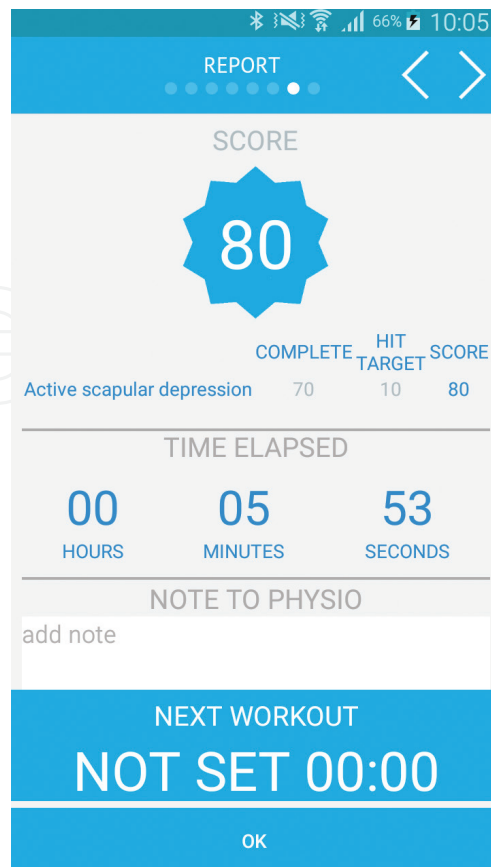 66% 10:05
REPORT
SCORE
80
COMPLETE HIT TARGET SCORE
Active scapular depression 70 10 80
TIME ELAPSED
00 05 53
HOURS MINUTES SECONDS
NOTE TO PHYSIO
add note
NEXT WORKOUT
NOT SET 00:00
OK